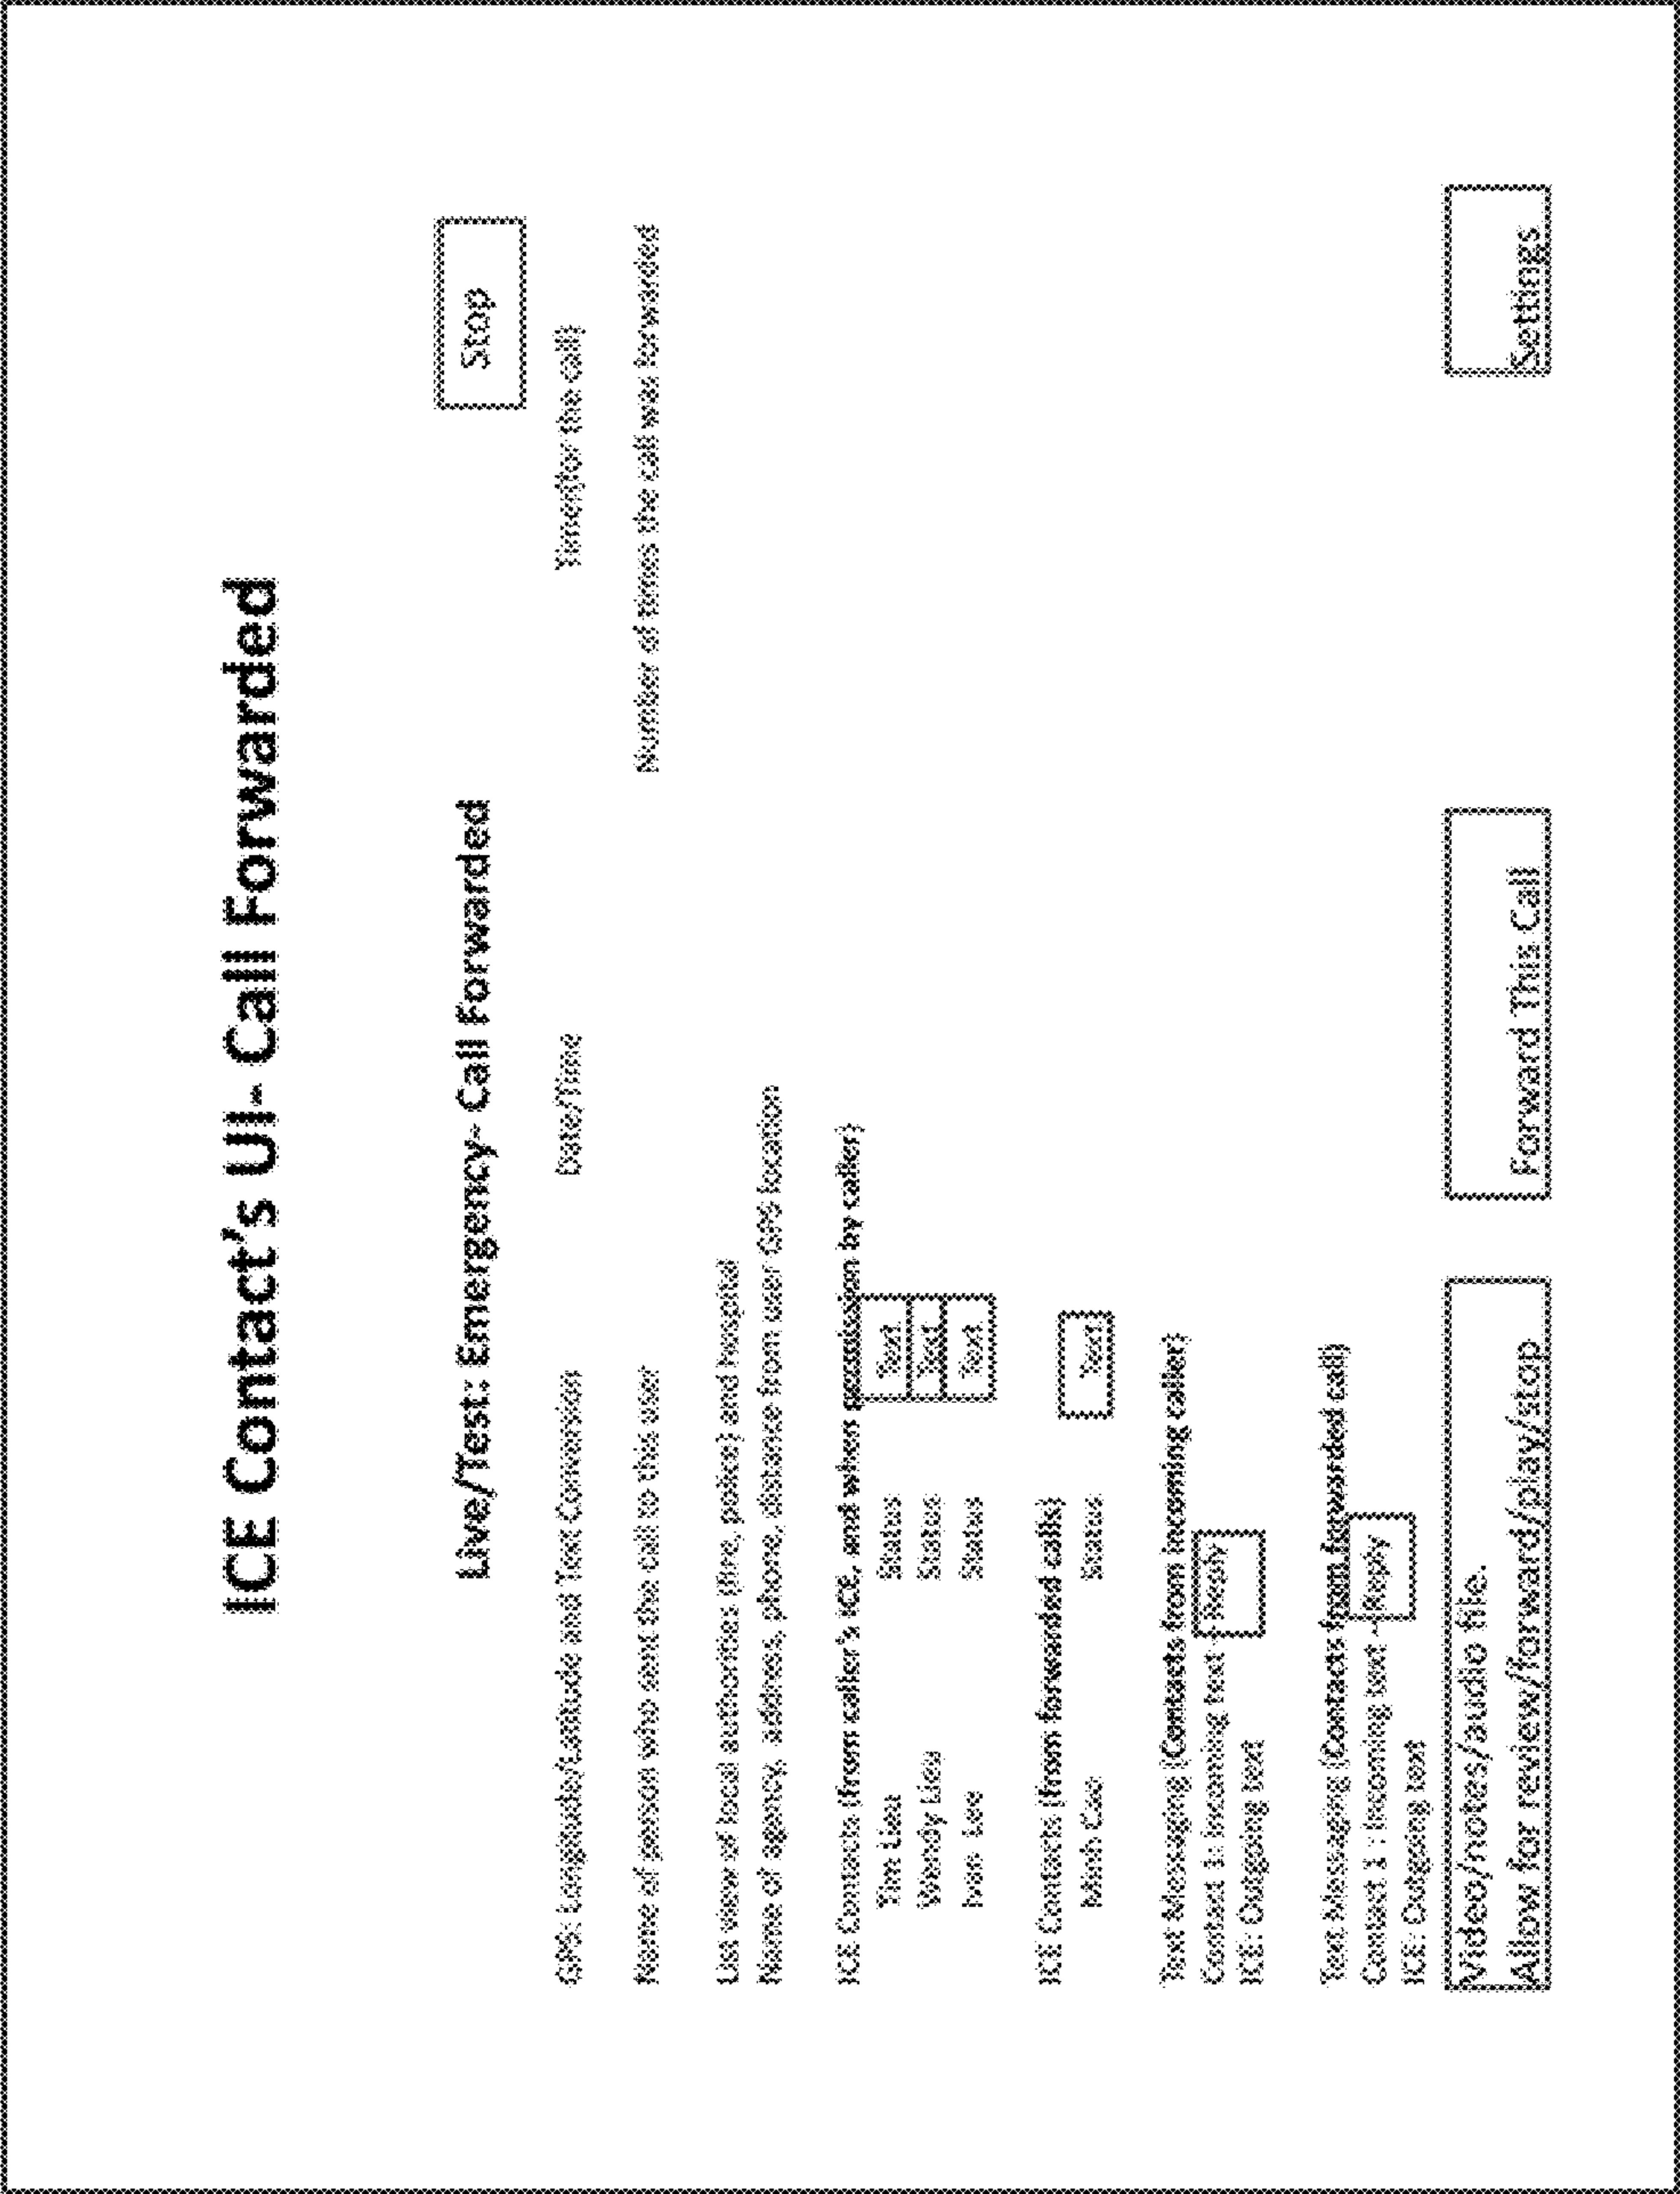 ICE Contact's UI- Call Forwarded
Live/Test: Emergency- Call Forwarded
Stop
GPS: Longitude/Latitude and Text Conversion
Date/Time
Timer(for the call)
Name of person who sent the call to this user
Number of times the call was forwarded
List view of local authorities (fire, police) and hospital
Name of agency, address, phone, distance from user GPS location
ICE Contacts (from caller's ICE, and when permission by caller)
Tim Lieu Status Text
Wendy Lieu Status Text
Ivan Lee Status Text
ICE Contacts (from forwarded calls)
Minh Cao Status Text
Text Messaging (Contacts from incoming caller)
Contact 1: Incoming text - Reply
ICE: Outgoing text
Text Messaging (Contacts from forwarded call)
Contact 1 : Incoming text - Reply
ICE: Outgoing text
Video/notes/audio file.
Allow for review/forward/play/stop
Forward This Call
Settings